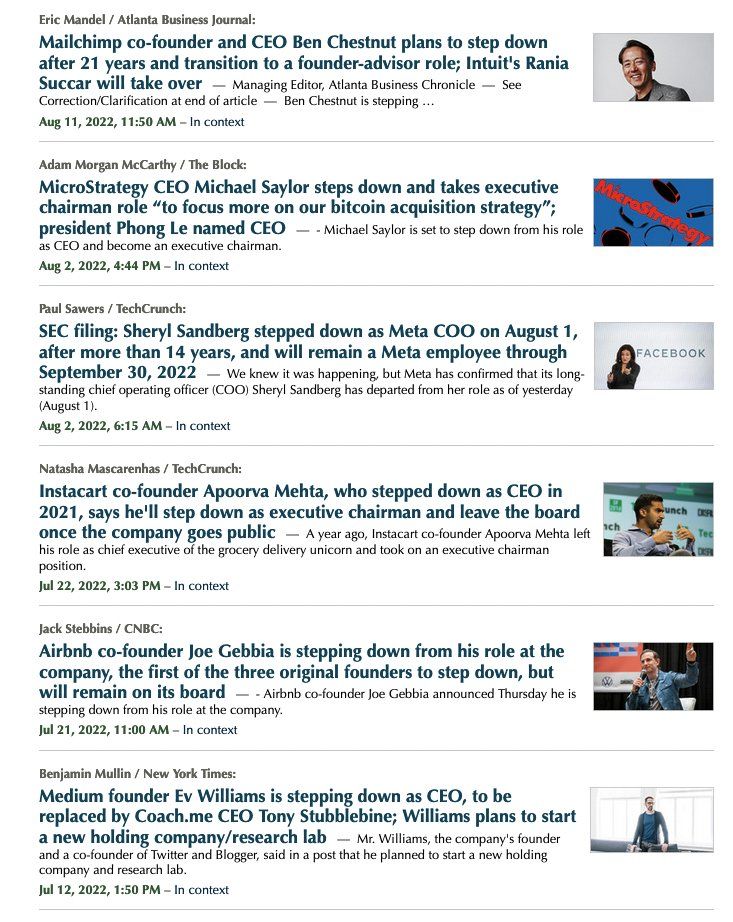 Eric Mandel / Atlanta Business Journal:
Mailchimp co-founder and CEO Ben Chestnut plans to step down
after 21 years and transition to a founder-advisor role; Intuit's Rania
Succar will take over — Managing Editor, Atlanta Business Chronicle — See
Correction/Clarification at end of article — Ben Chestnut is stepping …
Aug 11, 2022, 11:50 AM – In context
Adam Morgan McCarthy / The Block:
MicroStrategy CEO Michael Saylor steps down and takes executive
chairman role “to focus more on our bitcoin acquisition strategy”;
president Phong Le named CEO — - Michael Saylor is set to step down from his role
as CEO and become an executive chairman.
Aug 2, 2022, 4:44 PM – In context
MicroStrategy
Paul Sawers / TechCrunch:
SEC filing: Sheryl Sandberg stepped down as Meta COO on August 1,
after more than 14 years, and will remain a Meta employee through
September 30, 2022 — We knew it was happening, but Meta has confirmed that its long-
standing chief operating officer (COO) Sheryl Sandberg has departed from her role as of yesterday
(August 1).
Aug 2, 2022, 6:15 AM – In context
FACEBOOK
Natasha Mascarenhas / TechCrunch:
Instacart co-founder Apoorva Mehta, who stepped down as CEO in
2021, says he'll step down as executive chairman and leave the board
once the company goes public — A year ago, Instacart co-founder Apoorva Mehta left
his role as chief executive of the grocery delivery unicorn and took on an executive chairman
position.
Jul 22, 2022, 3:03 PM – In context
Jack Stebbins / CNBC:
Airbnb co-founder Joe Gebbia is stepping down from his role at the
company, the first of the three original founders to step down, but
will remain on its board — - Airbnb co-founder Joe Gebbia announced Thursday he is
stepping down from his role at the company.
Jul 21, 2022, 11:00 AM – In context
Benjamin Mullin / New York Times:
Medium founder Ev Williams is stepping down as CEO, to be
replaced by Coach.me CEO Tony Stubblebine; Williams plans to start
a new holding company/research lab — Mr. Williams, the company's founder
and a co-founder of Twitter and Blogger, said in a post that he planned to start a new holding
company and research lab.
Jul 12, 2022, 1:50 PM – In context